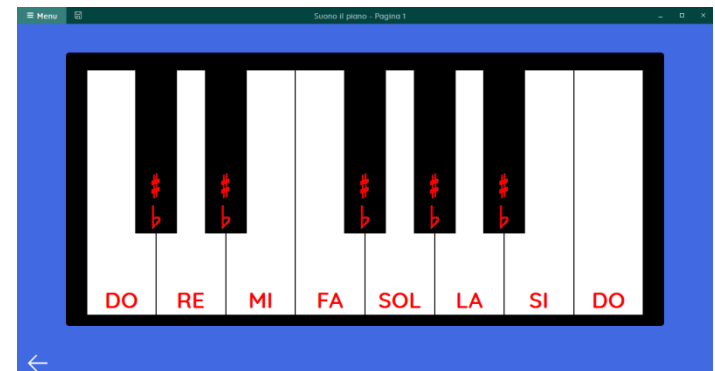 Menu
Suono il piano - Pagina 1
♯ ♯ ♯ ♯ ♯
♭ ♭ ♭ ♭ ♭
DO RE MI FA SOL LA SI DO